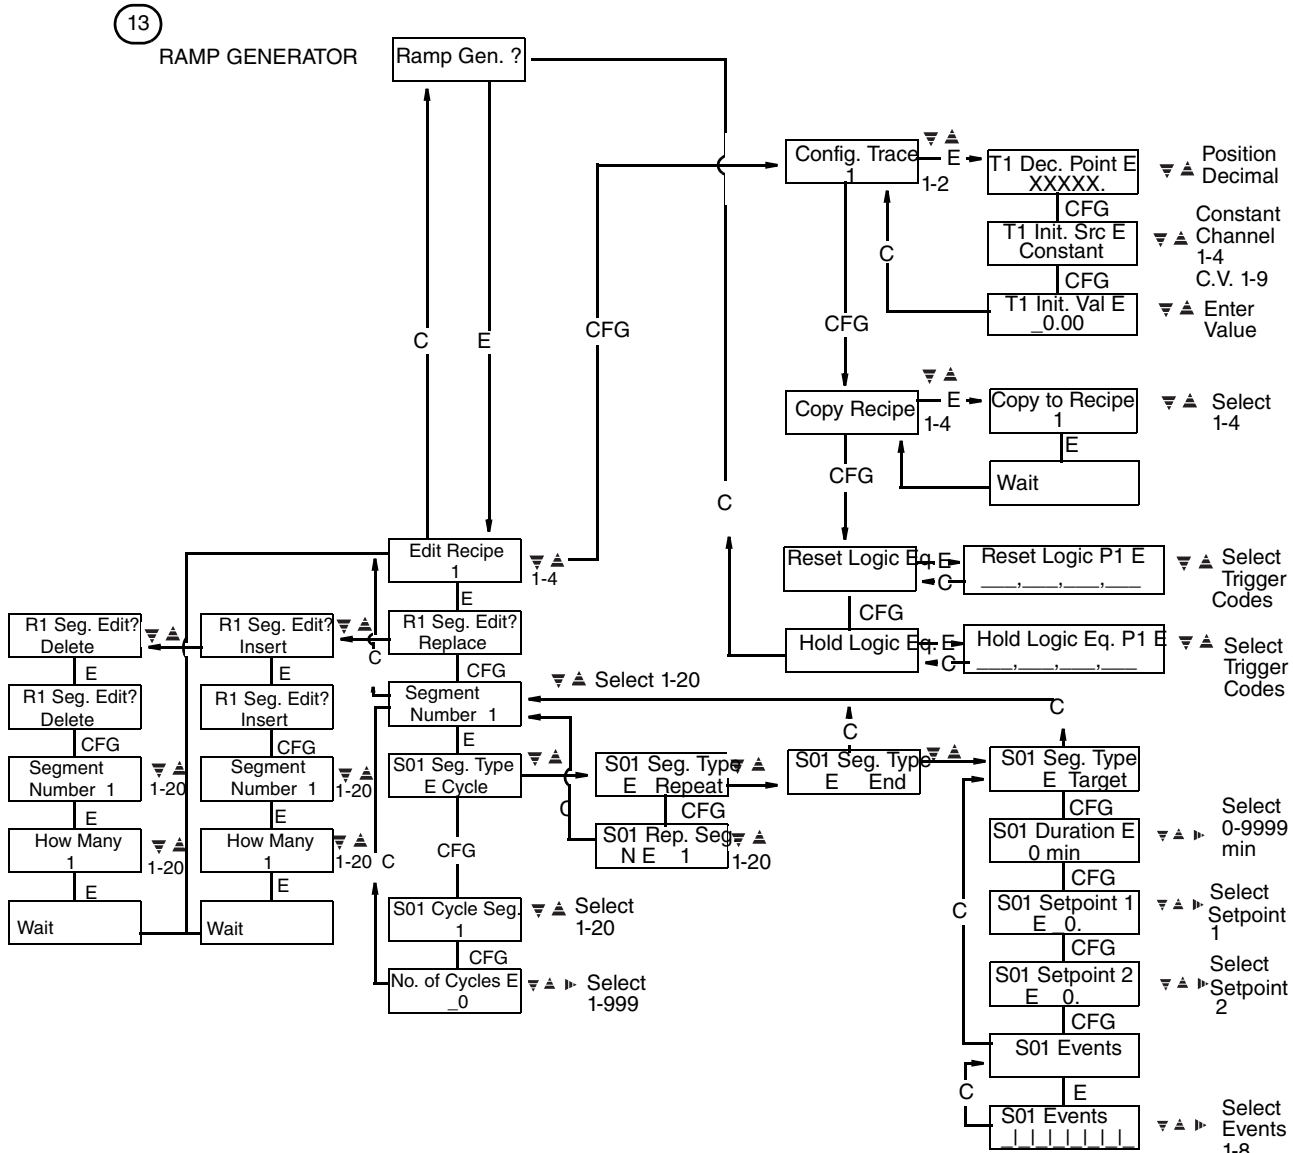 13
RAMP GENERATOR
Ramp Gen. ?
C
E
CFG
Config. Trace
1
E
1-2
T1 Dec. Point E
XXXXX.
Position
Decimal
CFG
T1 Init. Src E
Constant
Constant
Channel
1-4
C.V. 1-9
CFG
T1 Init. Val E
_0.00
Enter
Value
C
CFG
Copy Recipe
E
1-4
Copy to Recipe
1
Select
1-4
E
Wait
CFG
C
Reset Logic Eq. E
C
Reset Logic P1 E
___,___,___,___
Select
Trigger
Codes
CFG
Hold Logic Eq. E
C
Hold Logic Eq. P1 E
___,___,___,___
Select
Trigger
Codes
Edit Recipe
1
1-4
E
R1 Seg. Edit?
Delete
R1 Seg. Edit?
Insert
R1 Seg. Edit?
Replace
C
E
E
CFG
R1 Seg. Edit?
Delete
R1 Seg. Edit?
Insert
Segment
Number 1
Select 1-20
C
CFG
CFG
E
C
Segment
Number 1
1-20
Segment
Number 1
1-20
S01 Seg. Type
E Cycle
S01 Seg. Type
E Repeat
S01 Seg. Type
E End
S01 Seg. Type
E Target
E
E
C
CFG
CFG
How Many
1
1-20
How Many
1
1-20
C
CFG
S01 Rep. Seg
N E 1
1-20
S01 Duration E
0 min
Select
0-9999
min
E
E
CFG
Wait
Wait
S01 Cycle Seg.
1
Select
1-20
C
S01 Setpoint 1
E _0.
Select
Setpoint
1
CFG
CFG
No. of Cycles E
_0
Select
1-999
S01 Setpoint 2
E 0.
Select
Setpoint
2
CFG
S01 Events
C
E
S01 Events
_|_|_|_|_|_|_|_
Select
Events
1-8